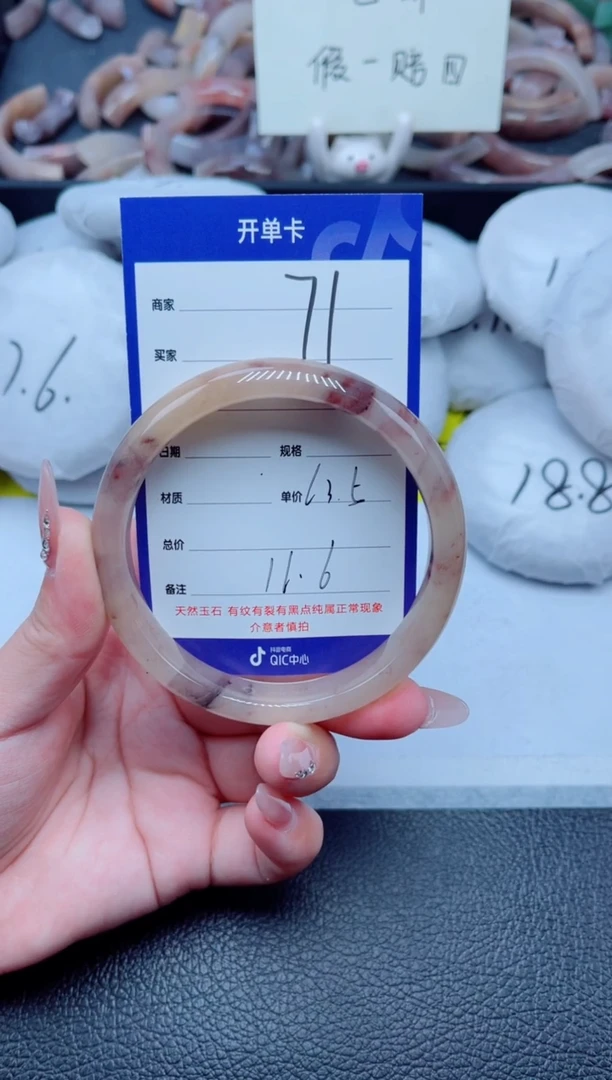 假一赔四
开单卡
商家 71
买家
日期 规格
材质 单价 63.5
总价
备注 11.6
天然玉石 有纹有裂有黑点纯属正常现象
介意者慎拍
抖音电商
QIC中心
7.6.
18.8